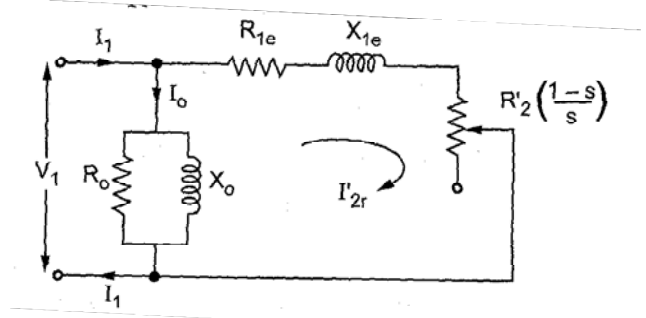 R1e X1e
I1
Io
R'2 (1 – s / s)
V1 Ro Xo
I'2r
I1